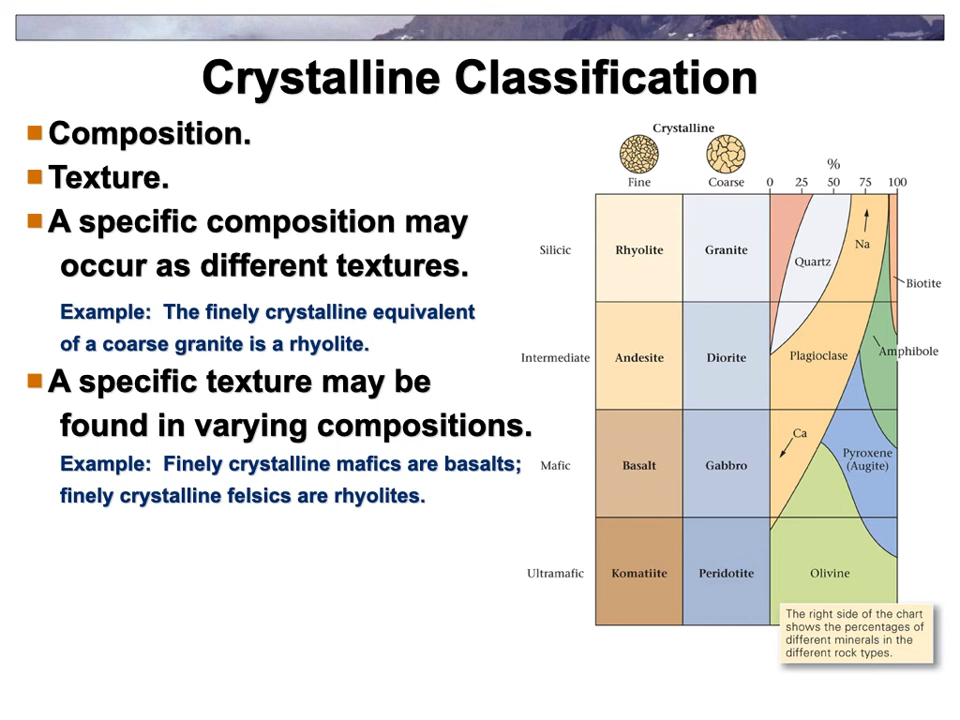 Crystalline Classification
Composition.
Texture.
A specific composition may
occur as different textures.
Example: The finely crystalline equivalent
of a coarse granite is a rhyolite.
A specific texture may be
found in varying compositions.
Example: Finely crystalline mafics are basalts;
finely crystalline felsics are rhyolites.
Crystalline
Fine
Coarse
%
0 25 50 75 100
Silicic
Rhyolite
Granite
Quartz
Na
Biotite
Intermediate
Andesite
Diorite
Plagioclase
Amphibole
Mafic
Basalt
Gabbro
Ca
Pyroxene
(Augite)
Ultramafic
Komatiite
Peridotite
Olivine
The right side of the chart
shows the percentages of
different minerals in the
different rock types.